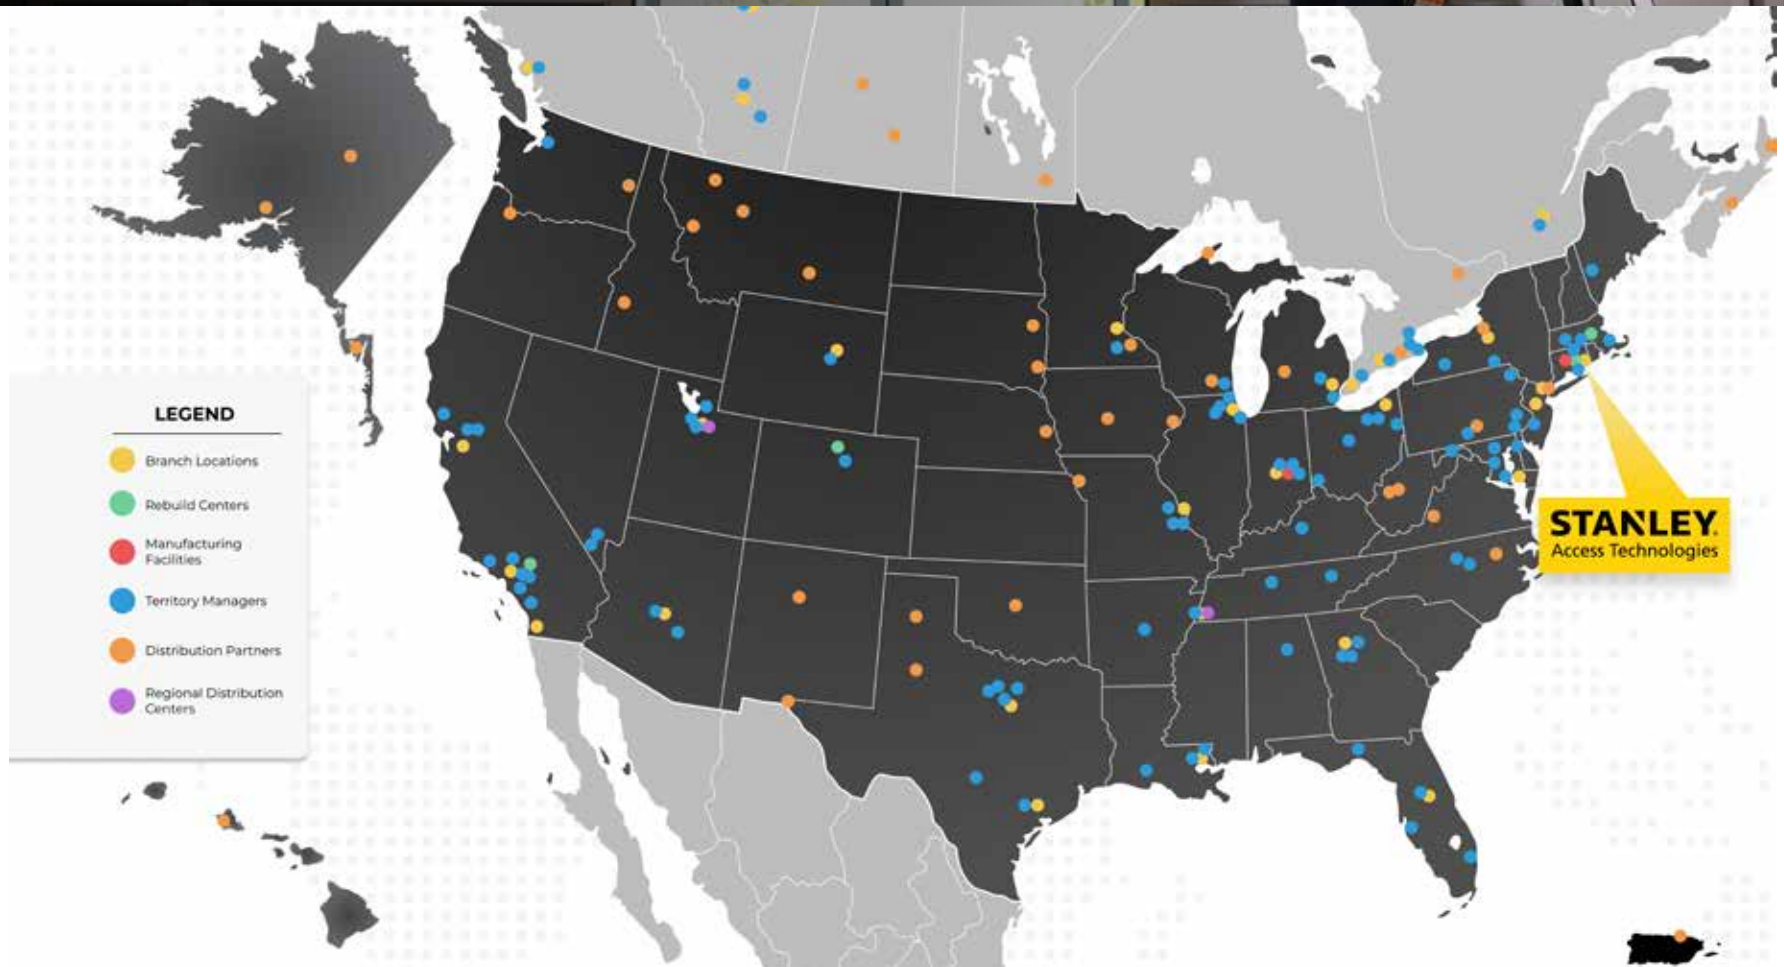 LEGEND
Branch Locations
Rebuild Centers
Manufacturing
Facilities
Territory Managers
Distribution Partners
Regional Distribution
Centers
STANLEY.
Access Technologies